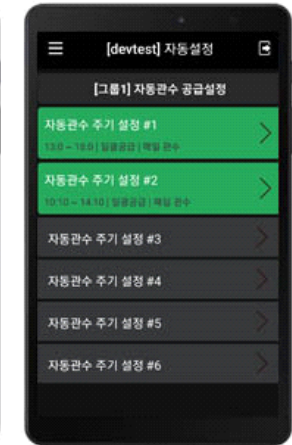 [devtest] 자동설정
[그룹1] 자동관수 공급설정
자동관수 주기 설정 #1
13:0 ~ 18:0 | 일괄공급 | 매일 관수
자동관수 주기 설정 #2
10:10 ~ 14:10 | 일괄공급 | 매일 관수
자동관수 주기 설정 #3
자동관수 주기 설정 #4
자동관수 주기 설정 #5
자동관수 주기 설정 #6